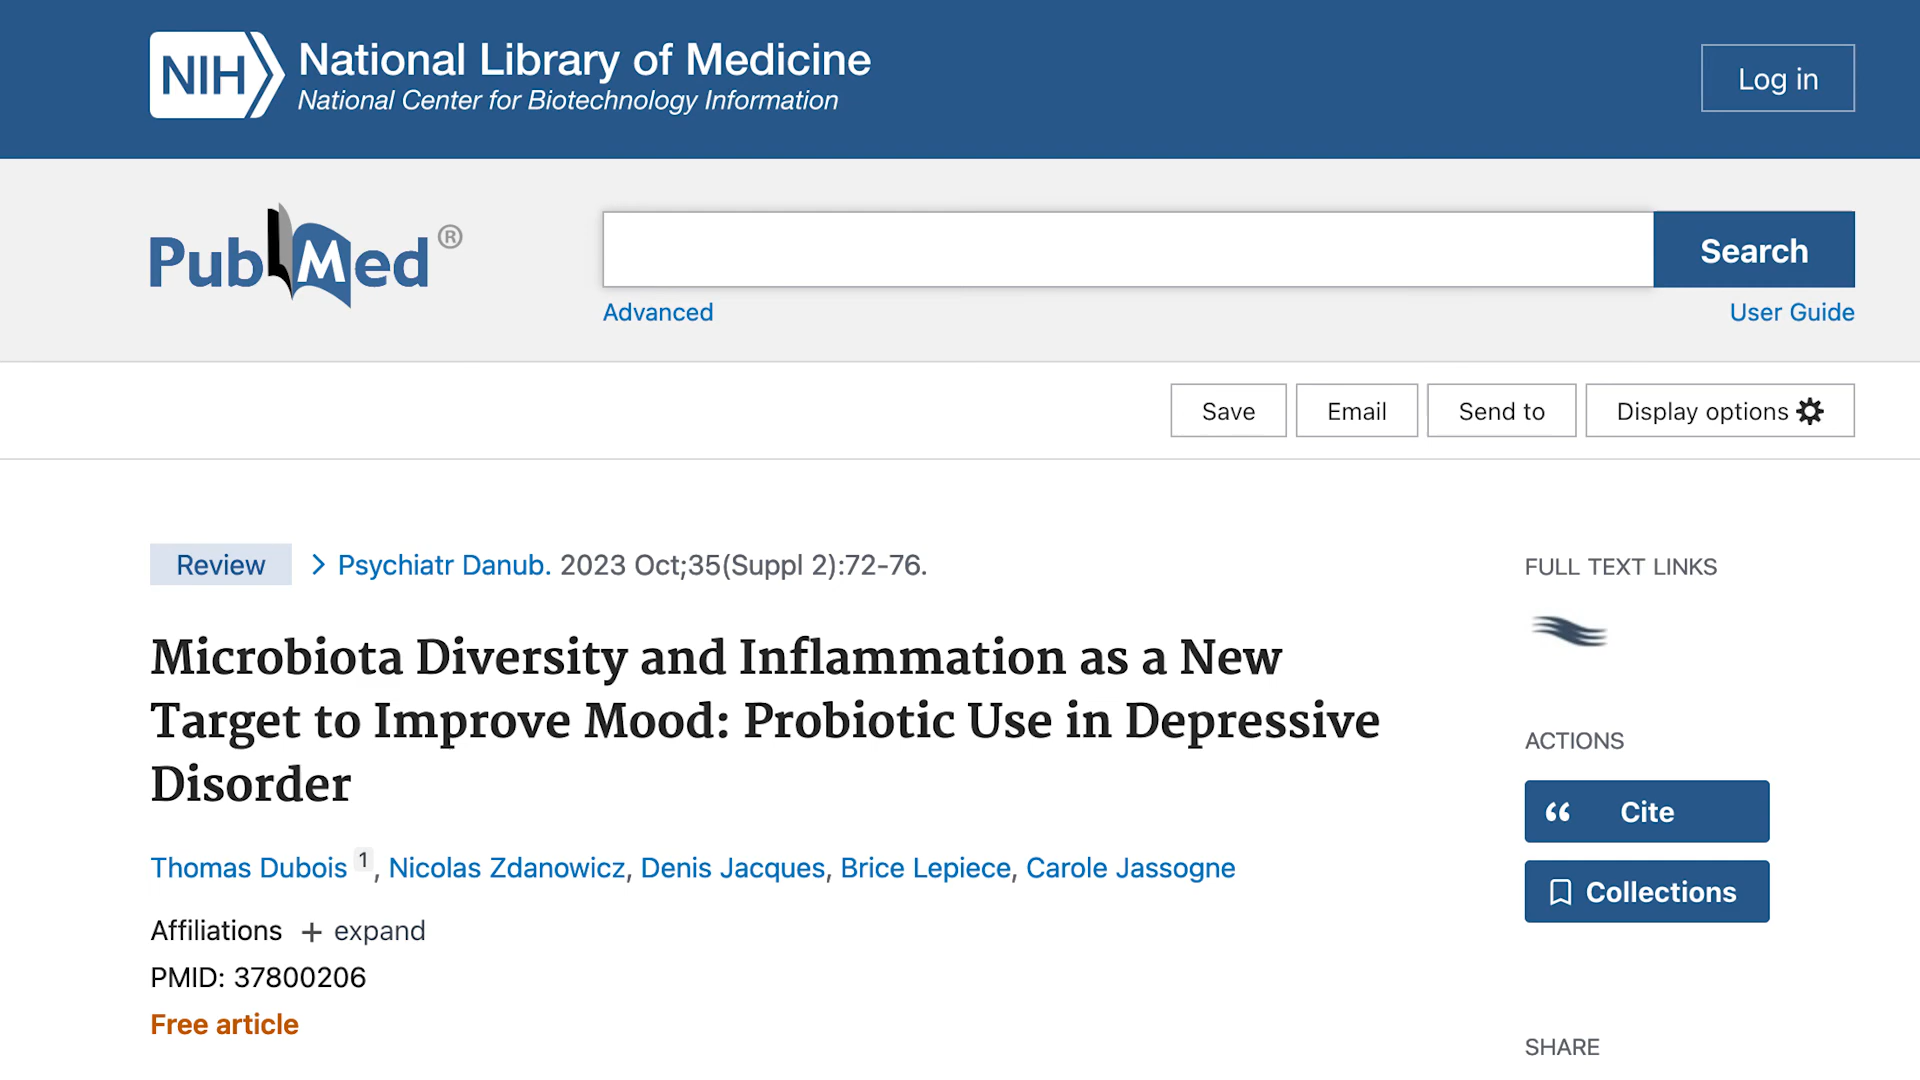 NIH National Library of Medicine
National Center for Biotechnology Information
Log in
PubMed®
Search
Advanced
User Guide
Save
Email
Send to
Display options
Review
Psychiatr Danub. 2023 Oct;35(Suppl 2):72-76.
Microbiota Diversity and Inflammation as a New
Target to Improve Mood: Probiotic Use in Depressive
Disorder
Thomas Dubois 1, Nicolas Zdanowicz, Denis Jacques, Brice Lepiece, Carole Jassogne
Affiliations + expand
PMID: 37800206
Free article
FULL TEXT LINKS
ACTIONS
Cite
Collections
SHARE